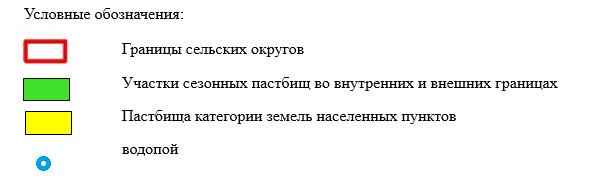 Условные обозначения:
Границы сельских округов
Участки сезонных пастбищ во внутренних и внешних границах
Пастбища категории земель населенных пунктов
водопой